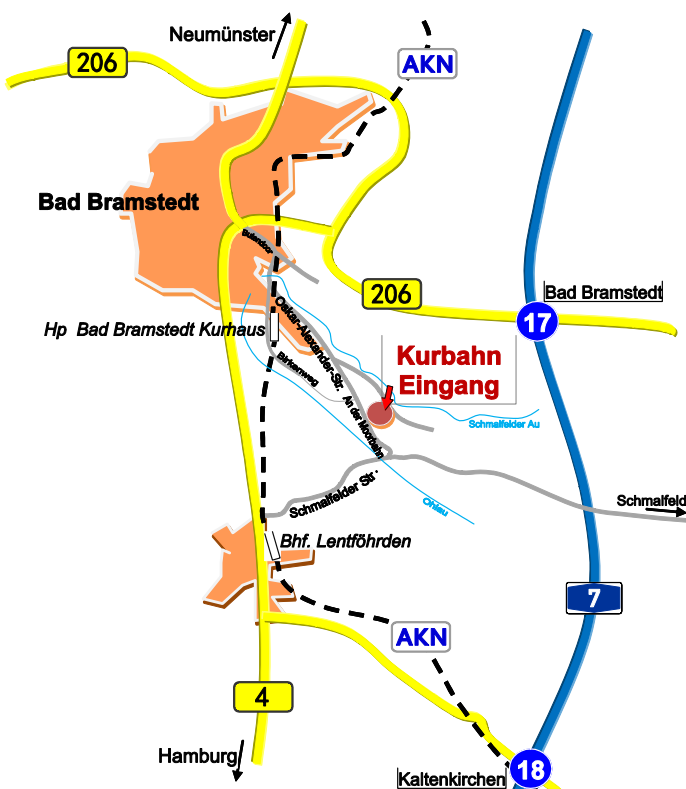 Neumünster
206
AKN
Bad Bramstedt
Oskar-Alexander-Str.
206
Bad Bramstedt
17
Hp Bad Bramstedt Kurhaus
Birkenweg
Kurbahn
Eingang
An der Moorbahn
Schmalfelder Au
Schmalfelder Str.
Ohlau
Schmalfeld
Bhf. Lentföhrden
7
AKN
4
Hamburg
Kaltenkirchen
18